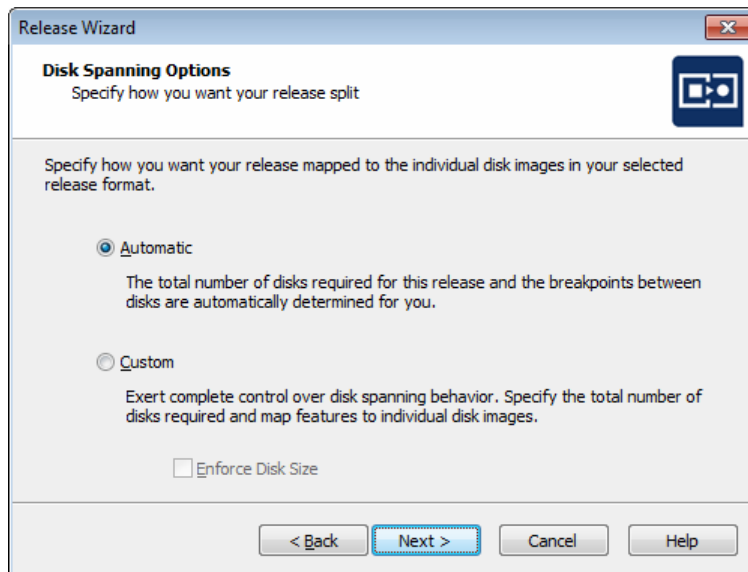 Release Wizard
Disk Spanning Options
Specify how you want your release split
Specify how you want your release mapped to the individual disk images in your selected
release format.
Automatic
The total number of disks required for this release and the breakpoints between
disks are automatically determined for you.
Custom
Exert complete control over disk spanning behavior. Specify the total number of
disks required and map features to individual disk images.
Enforce Disk Size
< Back Next > Cancel Help